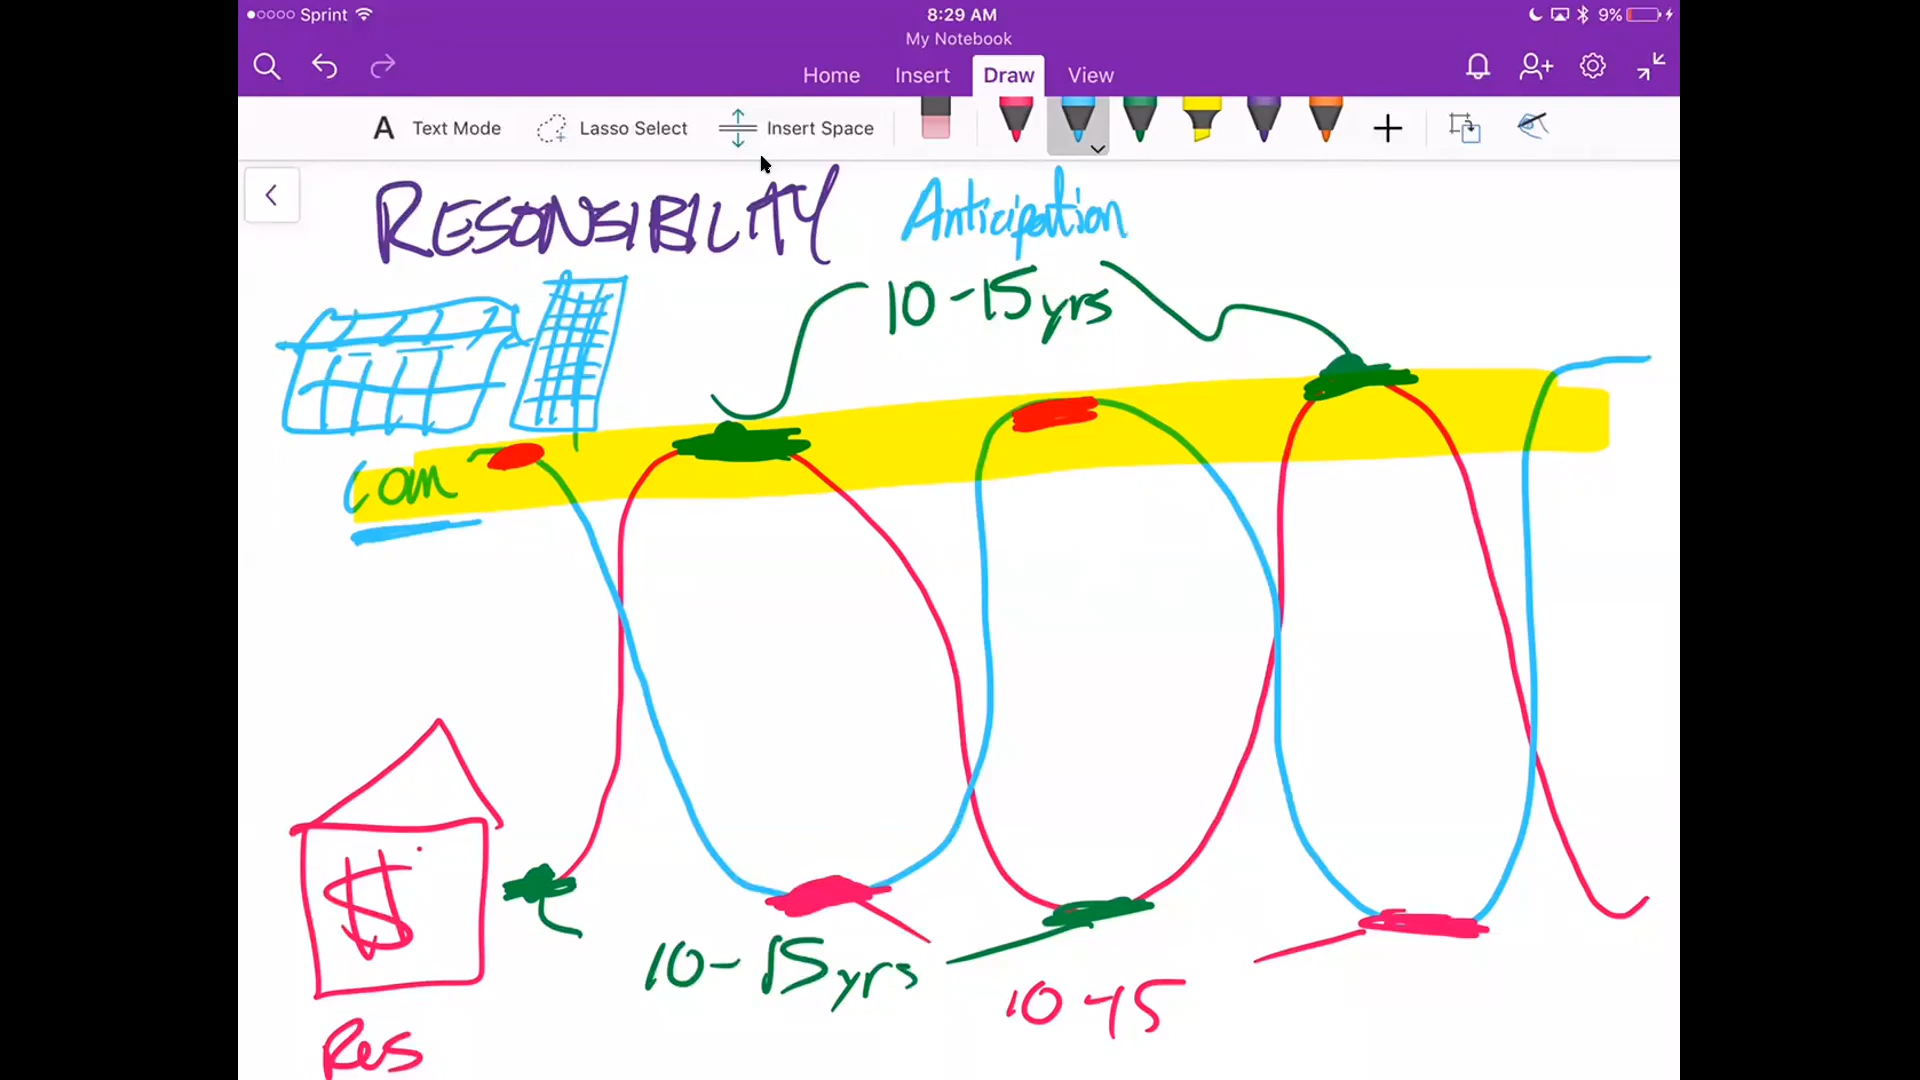 Sprint 8:29 AM 9%
My Notebook
Home Insert Draw View
A Text Mode Lasso Select Insert Space
RESONSIBILITY Anticipation
10-15yrs
Com
$
10-15yrs
10-15
Res